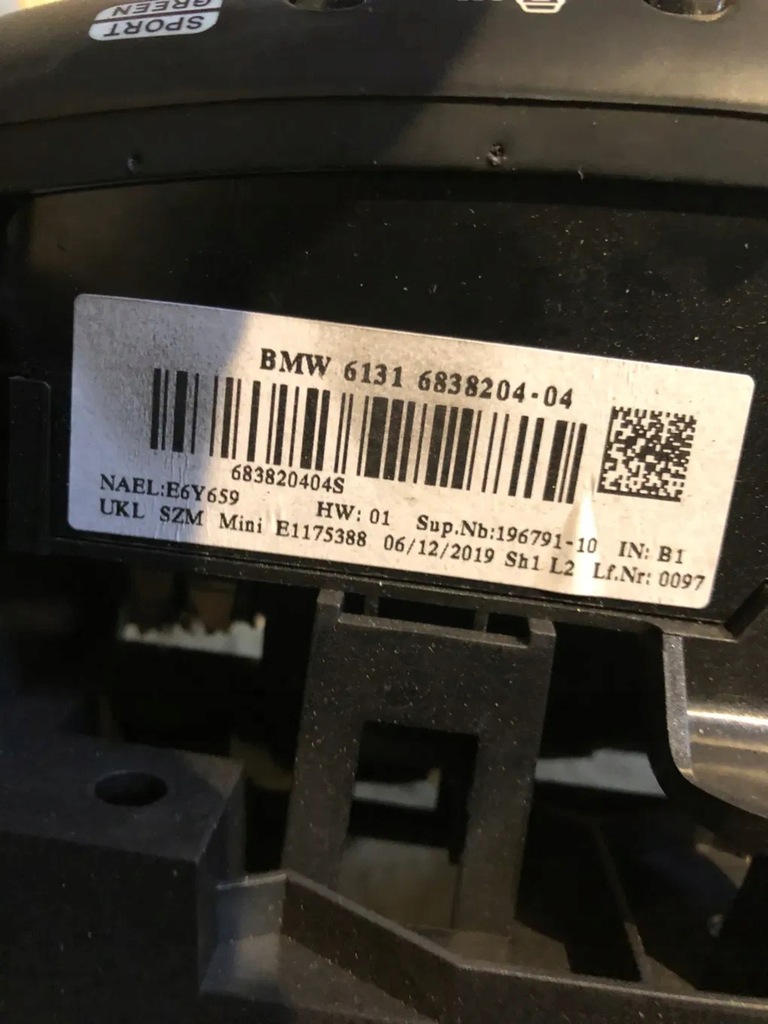 SPORT
GREEN
BMW 6131 6838204-04
683820404S
NAEL:E6Y659 HW: 01 Sup.Nb:196791-10 IN: B1
UKL SZM Mini E1175388 06/12/2019 Sh1 L2 Lf.Nr: 0097